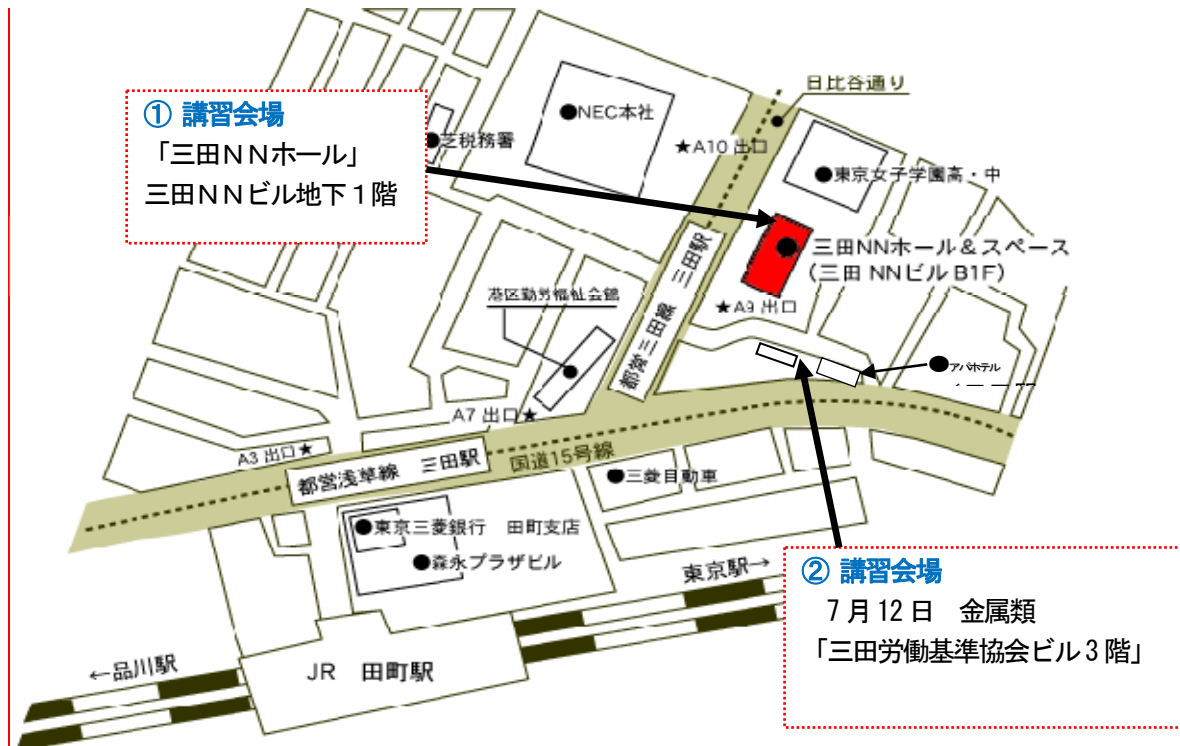 日比谷通り
① 講習会場
「三田ＮＮホール」
三田ＮＮビル地下１階
●NEC本社
●芝税務署
★A10 出口
●東京女子学園高・中
三田NNホール＆スペース
（三田 NNビル B1F）
★A9 出口
都営三田線 三田駅
港区勤労福祉会館
アパホテル
A7 出口★
A3 出口★
都営浅草線 三田駅
国道15号線
●三菱自動車
●東京三菱銀行 田町支店
●森永プラザビル
東京駅→
② 講習会場
7月12日 金属類
「三田労働基準協会ビル3階」
←品川駅
JR 田町駅